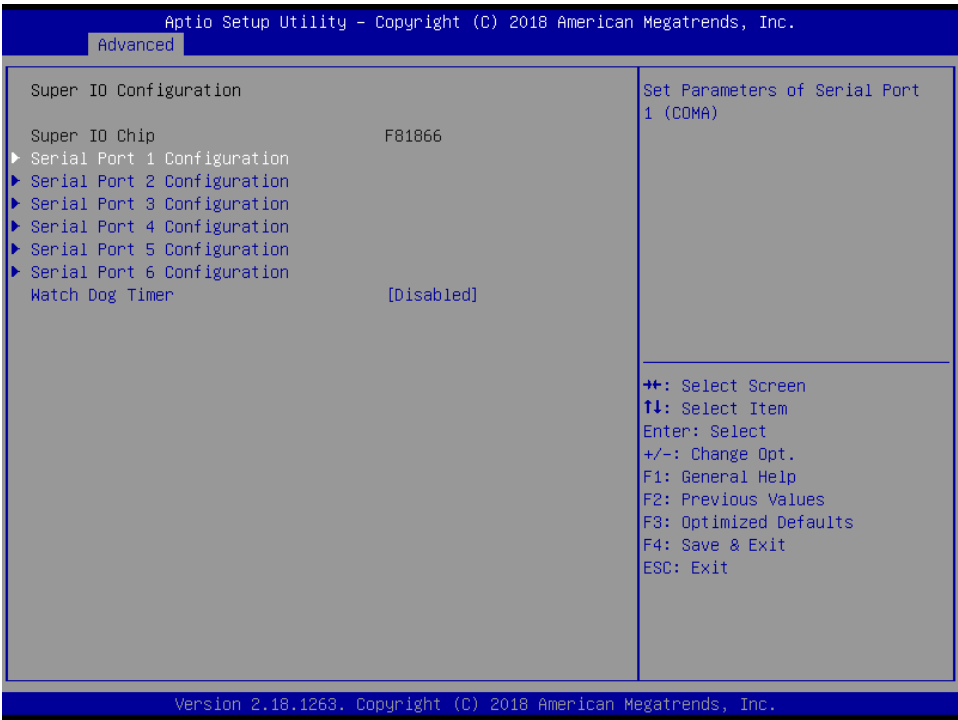 Aptio Setup Utility – Copyright (C) 2018 American Megatrends, Inc.
Advanced
Super IO Configuration
Super IO Chip F81866
Serial Port 1 Configuration
Serial Port 2 Configuration
Serial Port 3 Configuration
Serial Port 4 Configuration
Serial Port 5 Configuration
Serial Port 6 Configuration
Watch Dog Timer [Disabled]
Set Parameters of Serial Port
1 (COMA)
→←: Select Screen
↑↓: Select Item
Enter: Select
+/-: Change Opt.
F1: General Help
F2: Previous Values
F3: Optimized Defaults
F4: Save & Exit
ESC: Exit
Version 2.18.1263. Copyright (C) 2018 American Megatrends, Inc.